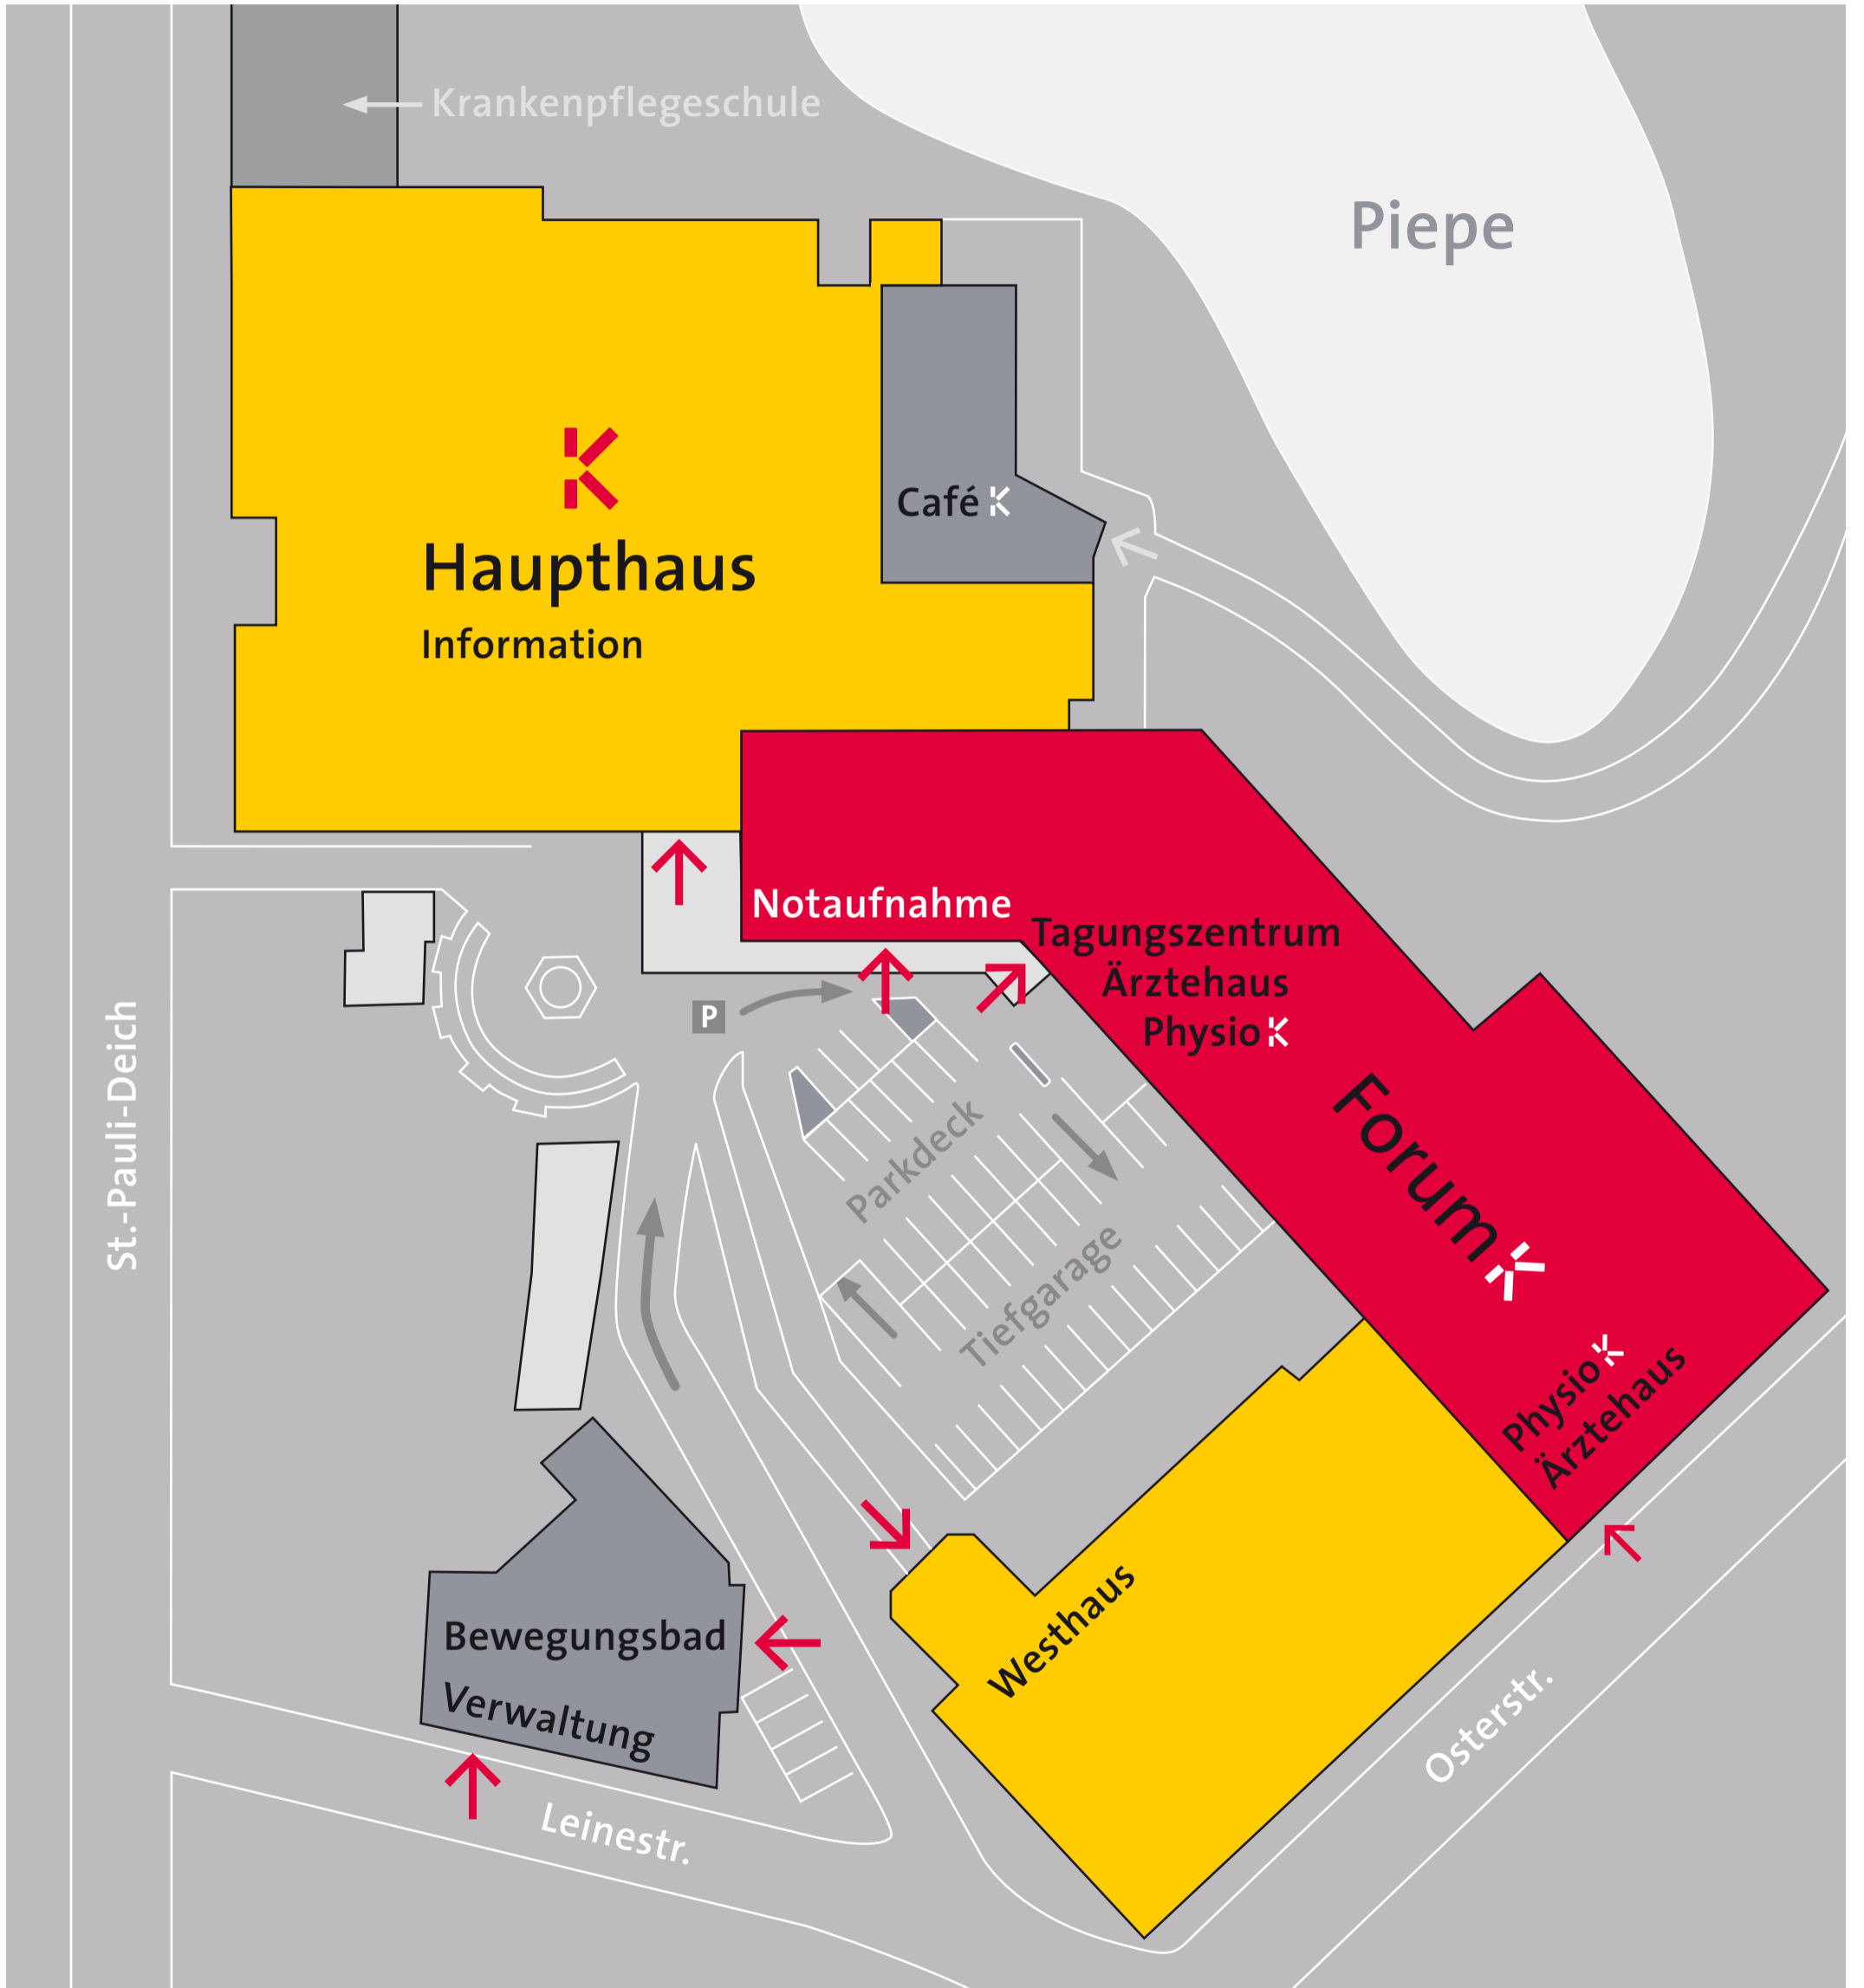 Krankenpflegeschule
Piepe
Café
Haupthaus
Information
Notaufnahme
Tagungszentrum
Ärztehaus
Physio
P
Forum
St.-Pauli-Deich
Parkdeck
Tiefgarage
Physio
Ärztehaus
Westhaus
Bewegungsbad
Verwaltung
Osterstr.
Leinestr.